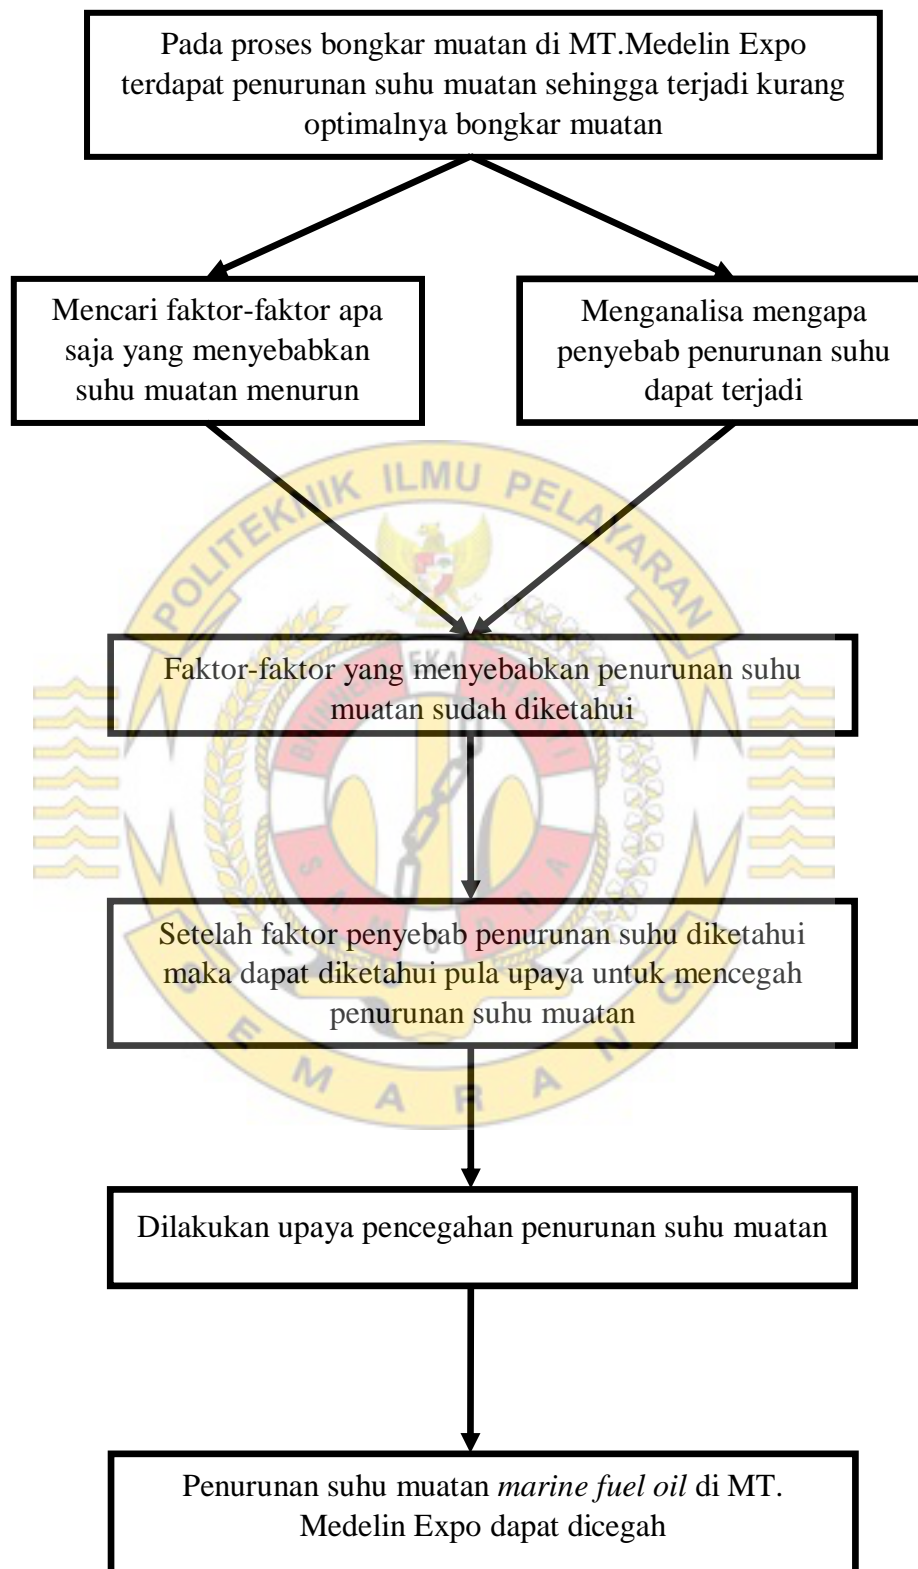 Pada proses bongkar muatan di MT.Medelin Expo
terdapat penurunan suhu muatan sehingga terjadi kurang
optimalnya bongkar muatan
Mencari faktor-faktor apa
saja yang menyebabkan
suhu muatan menurun
Menganalisa mengapa
penyebab penurunan suhu
dapat terjadi
POLITEKNIK ILMU PELAYARAN
Faktor-faktor yang menyebabkan penurunan suhu
muatan sudah diketahui
Setelah faktor penyebab penurunan suhu diketahui
maka dapat diketahui pula upaya untuk mencegah
penurunan suhu muatan
SEMARANG
Dilakukan upaya pencegahan penurunan suhu muatan
Penurunan suhu muatan marine fuel oil di MT.
Medelin Expo dapat dicegah